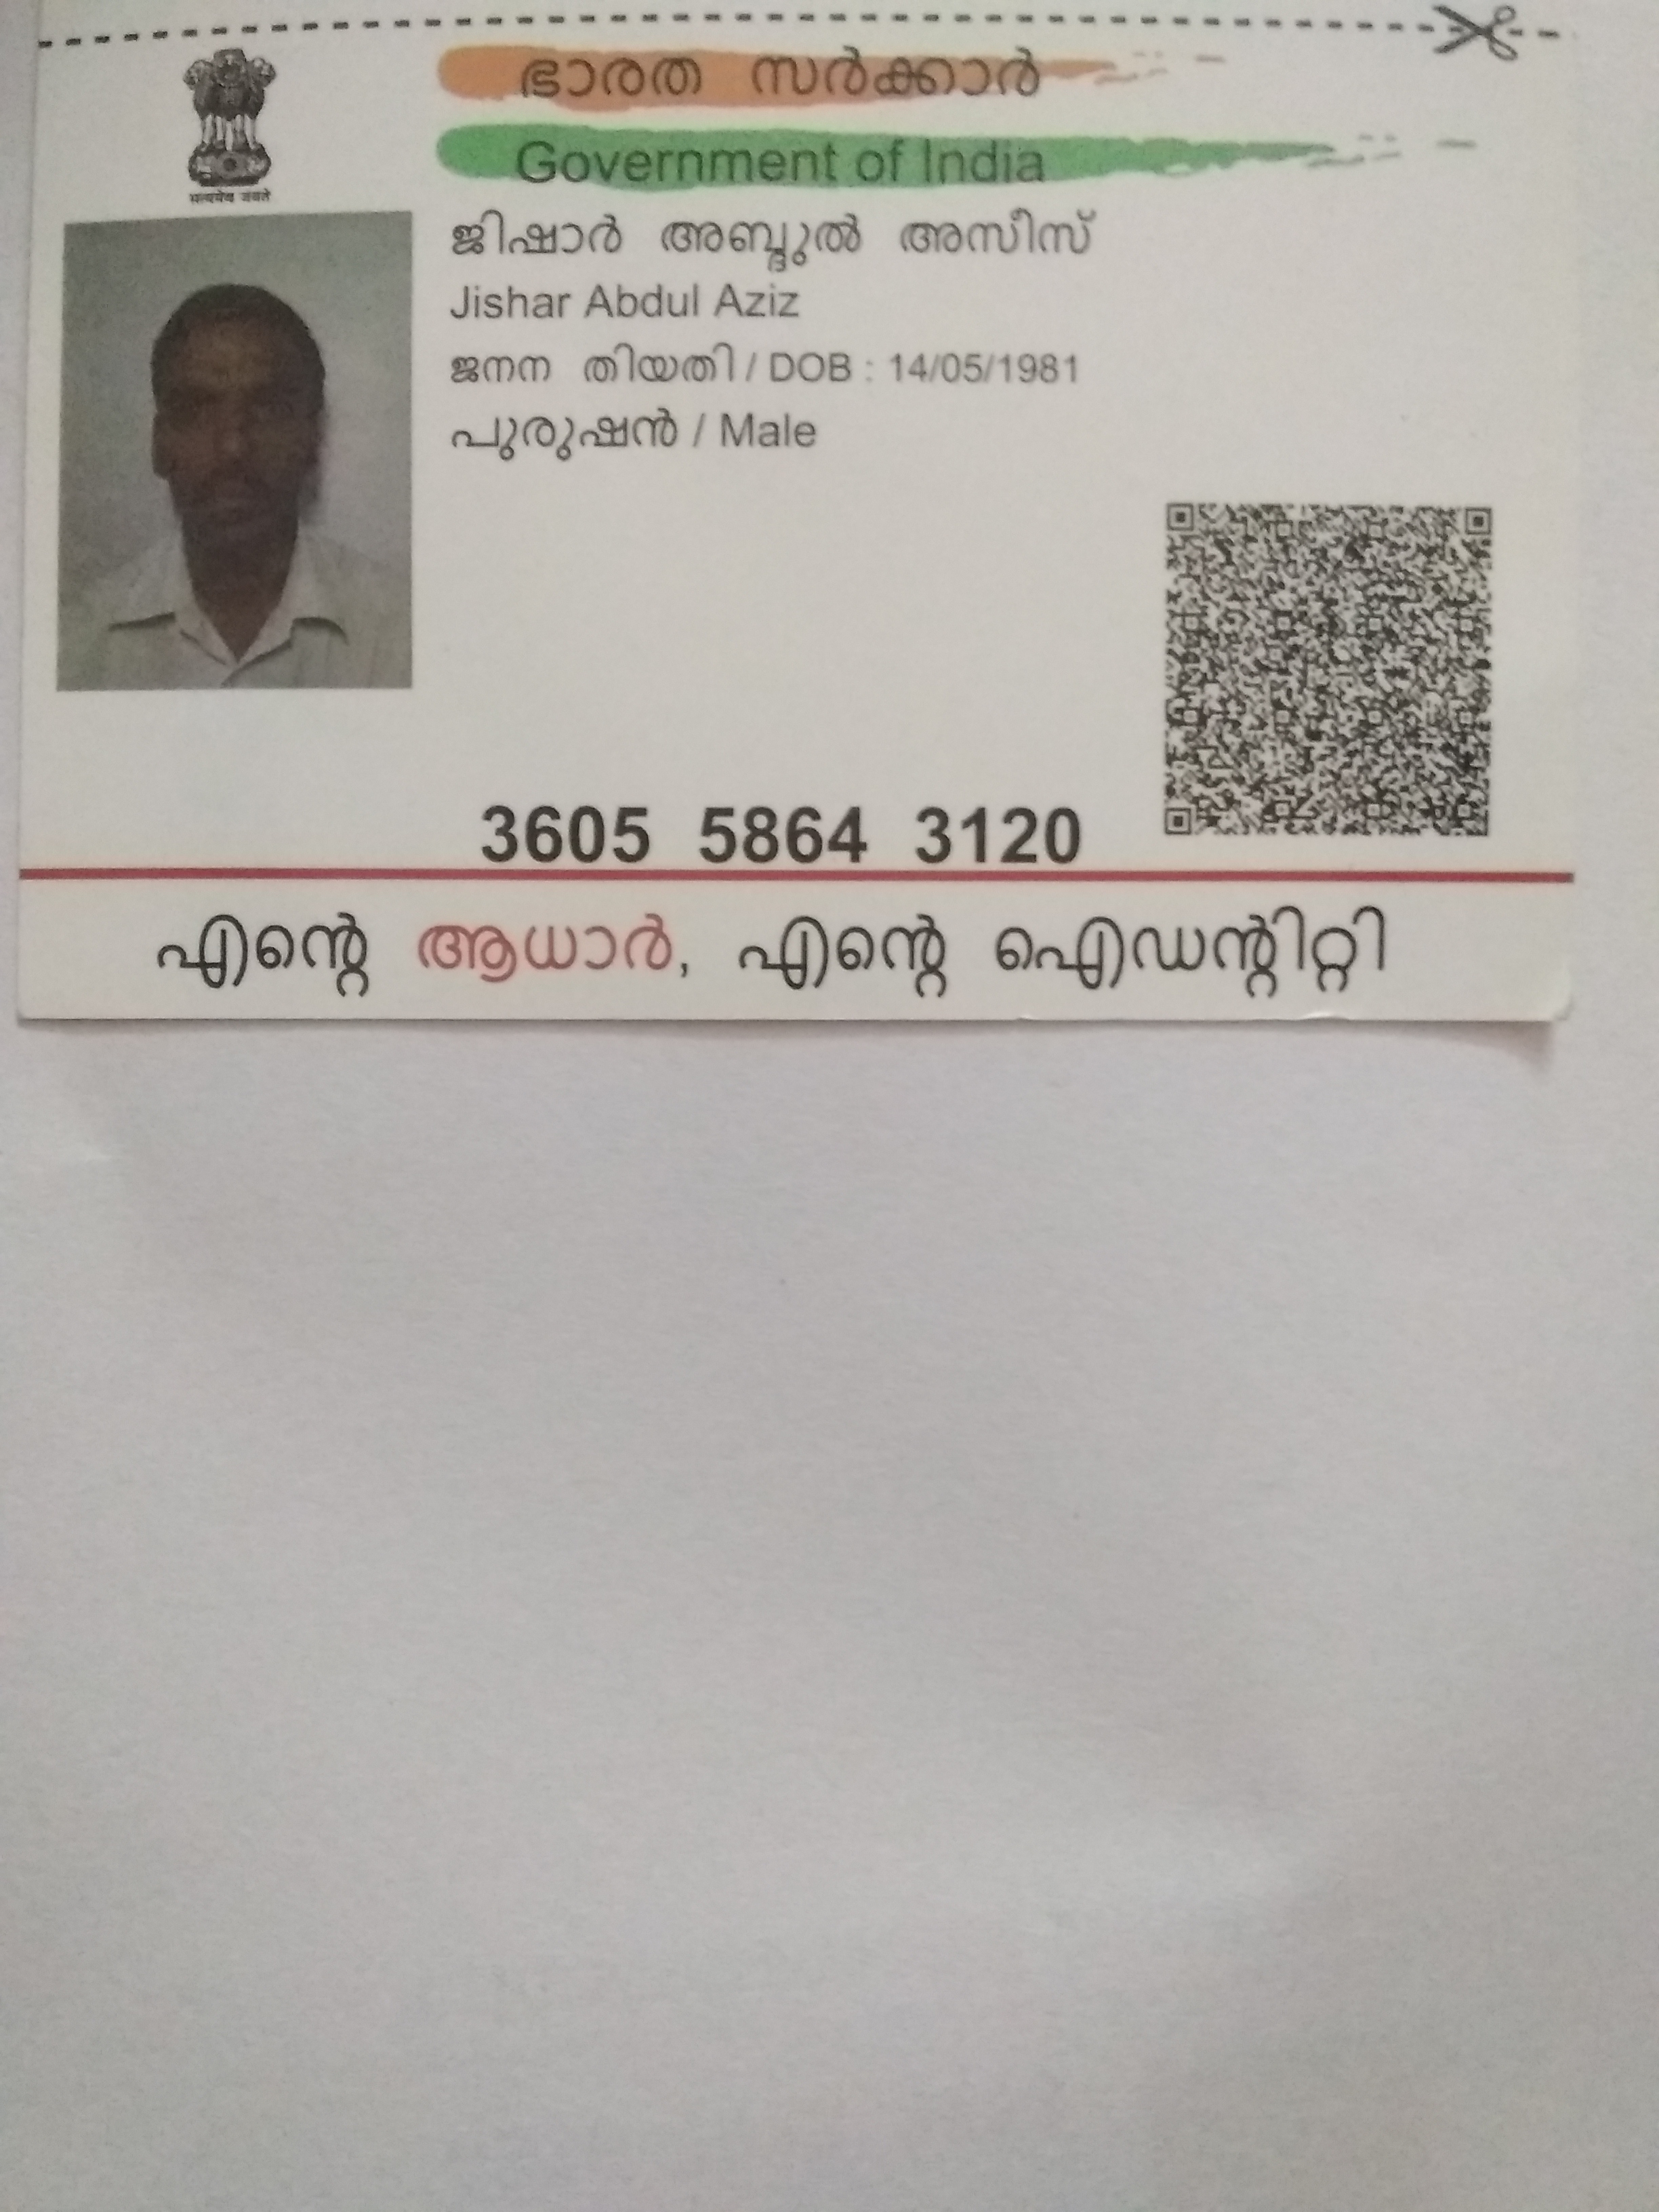 ഭാരത സർക്കാർ
Government of India
सत्यमेव जयते
ജിഷാർ അബ്ദുൽ അസീസ്
Jishar Abdul Aziz
ജനന തിയതി / DOB : 14/05/1981
പുരുഷൻ / Male
3605 5864 3120
എന്റെ ആധാർ, എന്റെ ഐഡന്റിറ്റി